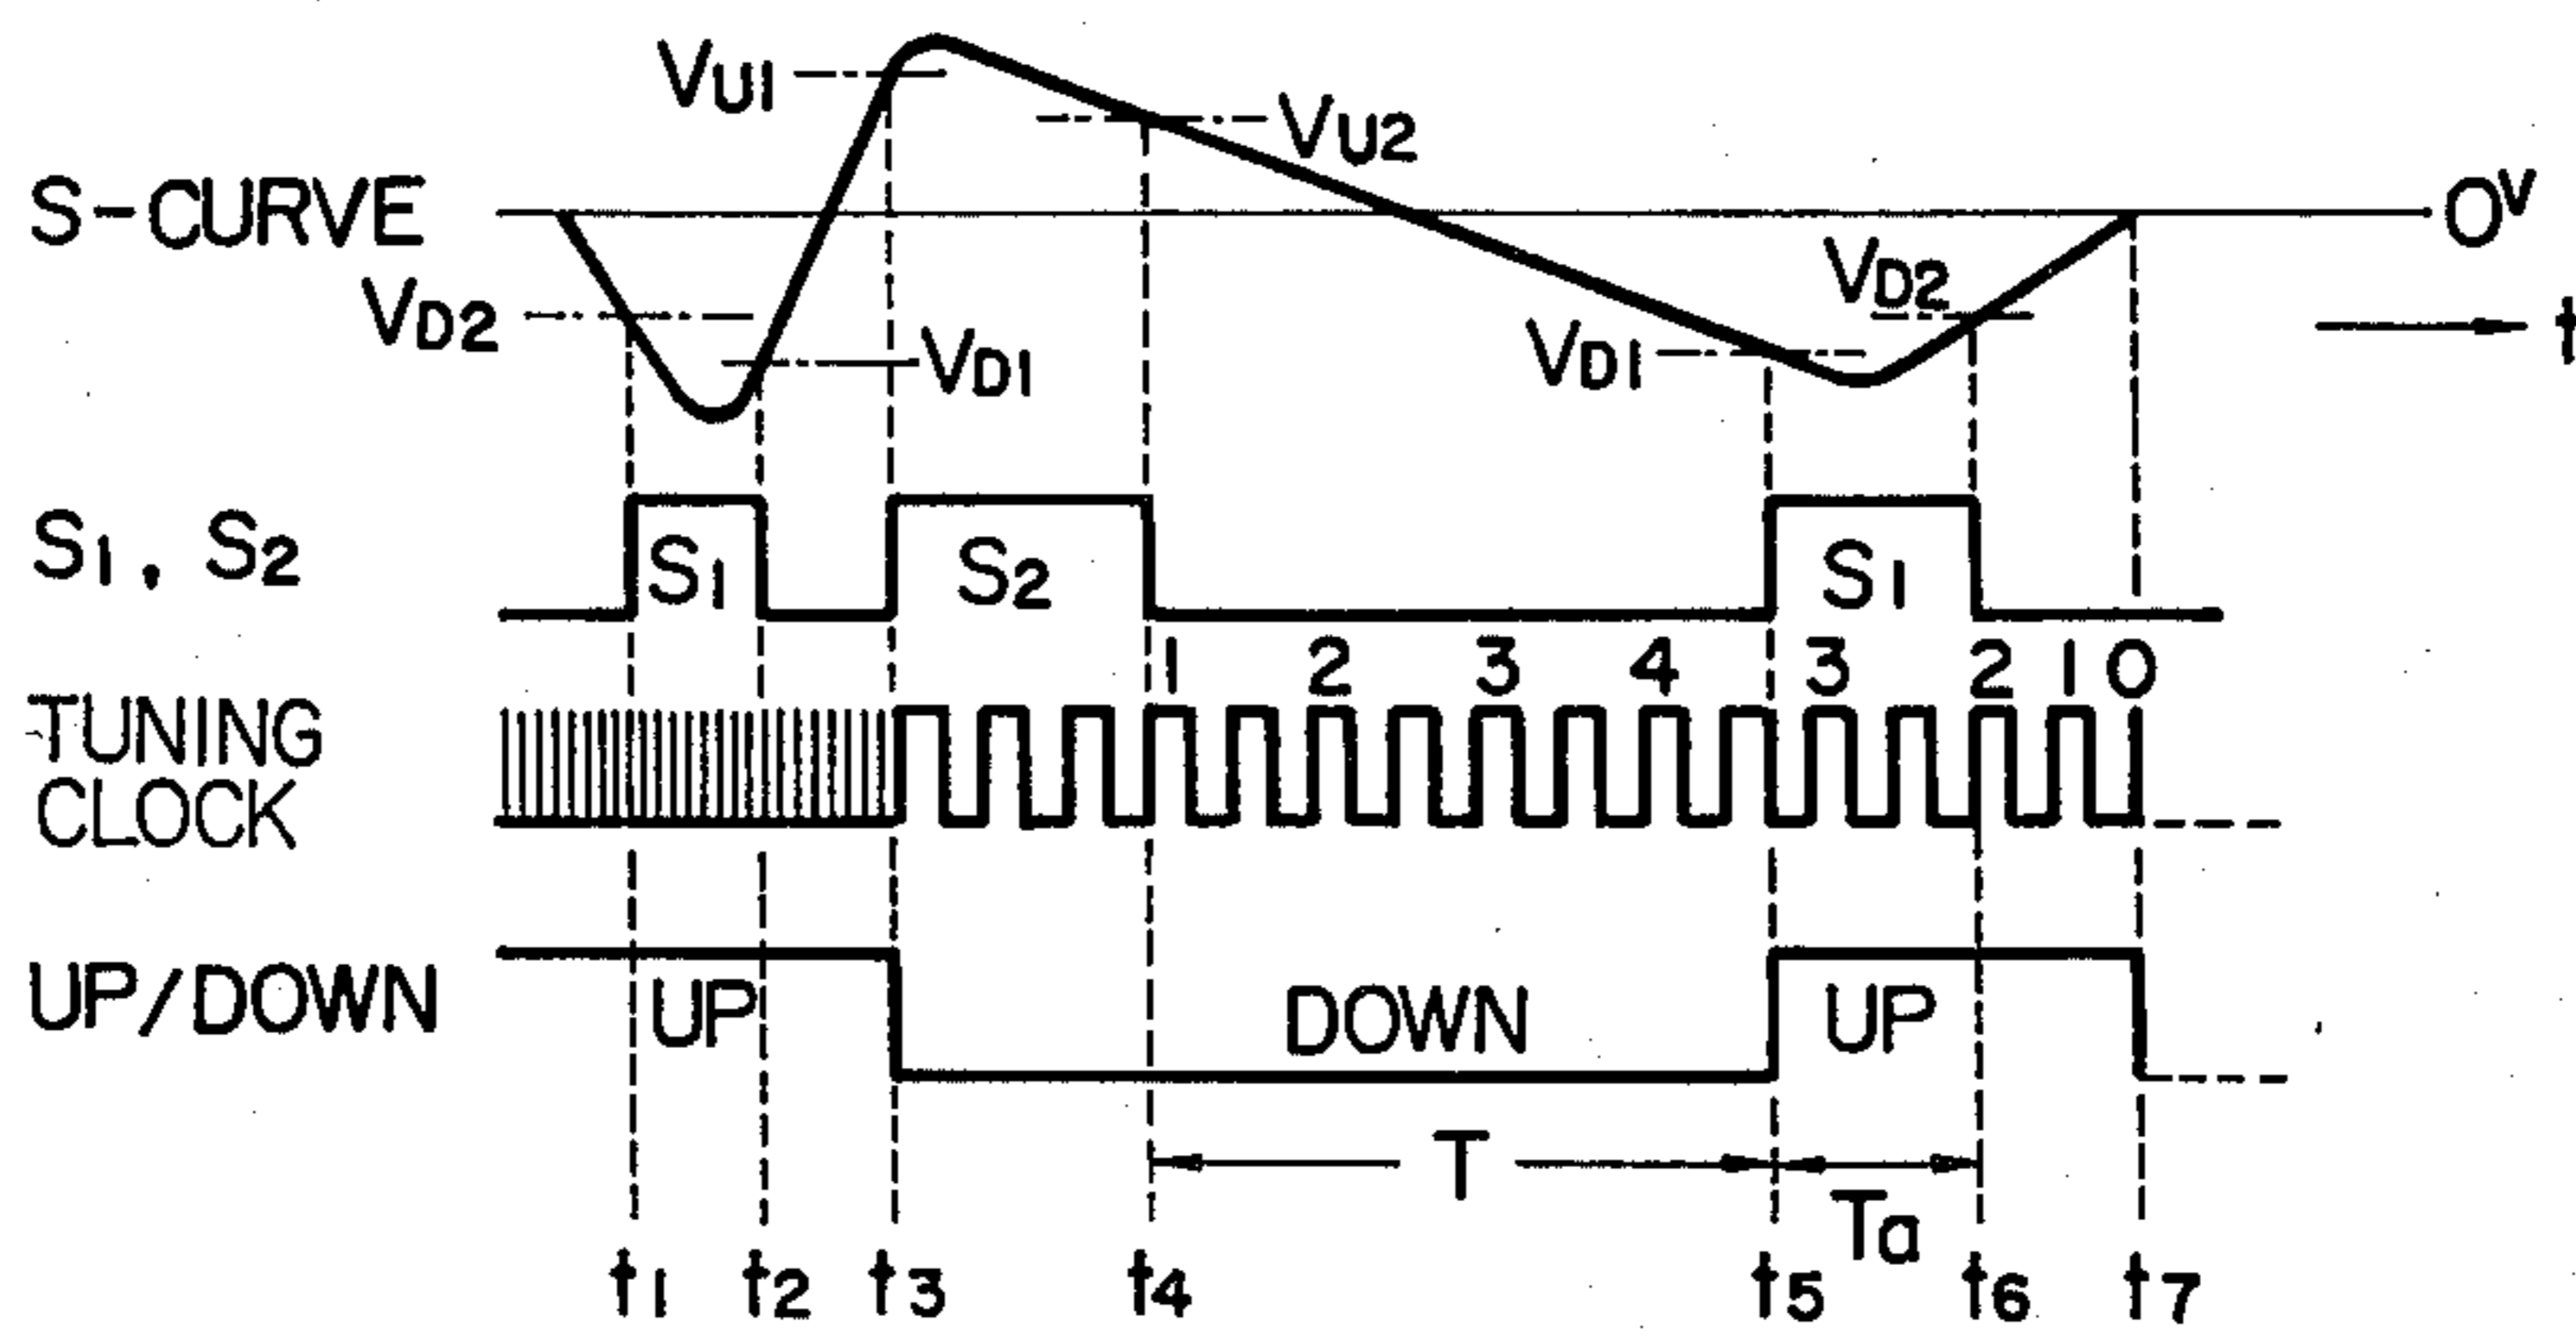 VU1
VU2
S-CURVE
0V
VD2
VD2
VD1
VD1
t
S1, S2
S1
S2
S1
1 2 3 4 3 2 1 0
TUNING
CLOCK
UP/DOWN
UP
DOWN
UP
T
Ta
t1 t2 t3 t4 t5 t6 t7